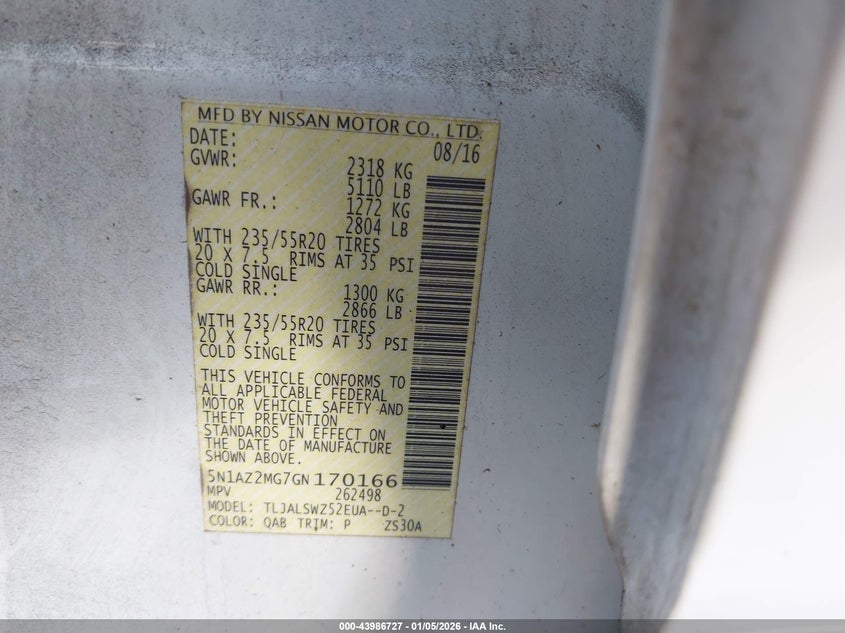 MFD BY NISSAN MOTOR CO., LTD.
DATE: 08/16
GVWR: 2318 KG
5110 LB
GAWR FR.: 1272 KG
2804 LB
WITH 235/55R20 TIRES
20 X 7.5 RIMS AT 35 PSI
COLD SINGLE
GAWR RR.: 1300 KG
2866 LB
WITH 235/55R20 TIRES
20 X 7.5 RIMS AT 35 PSI
COLD SINGLE
THIS VEHICLE CONFORMS TO
ALL APPLICABLE FEDERAL
MOTOR VEHICLE SAFETY AND
THEFT PREVENTION
STANDARDS IN EFFECT ON
THE DATE OF MANUFACTURE
SHOWN ABOVE.
5N1AZ2MG7GN170166
MPV 262498
MODEL: TLJALSWZ52EUA--D-2
COLOR: QAB TRIM: P ZS30A
000-43986727 - 01/05/2026 - IAA Inc.